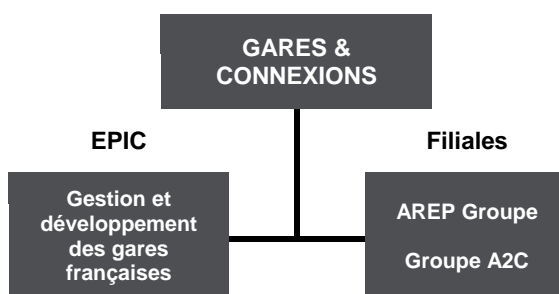 GARES &
CONNEXIONS
EPIC
Filiales
Gestion et
développement
des gares
françaises
AREP Groupe
Groupe A2C